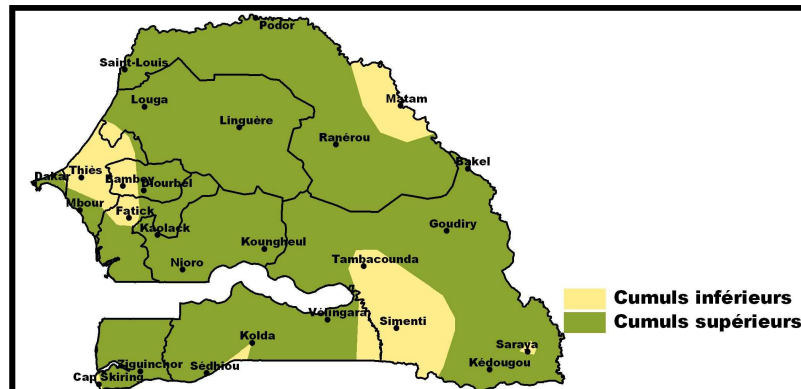 Podor
Saint-Louis
Louga
Matam
Linguère
Ranérou
Bakel
Thiès
Dakar
Bambey
Diourbel
Mbour
Fatick
Kaolack
Goudiry
Koungheul
Tambacounda
Nioro
Cumuls inférieurs
Vélingara
Simenti
Cumuls supérieurs
Kolda
Saraya
Ziguinchor
Sédhiou
Kédougou
Cap Skiring